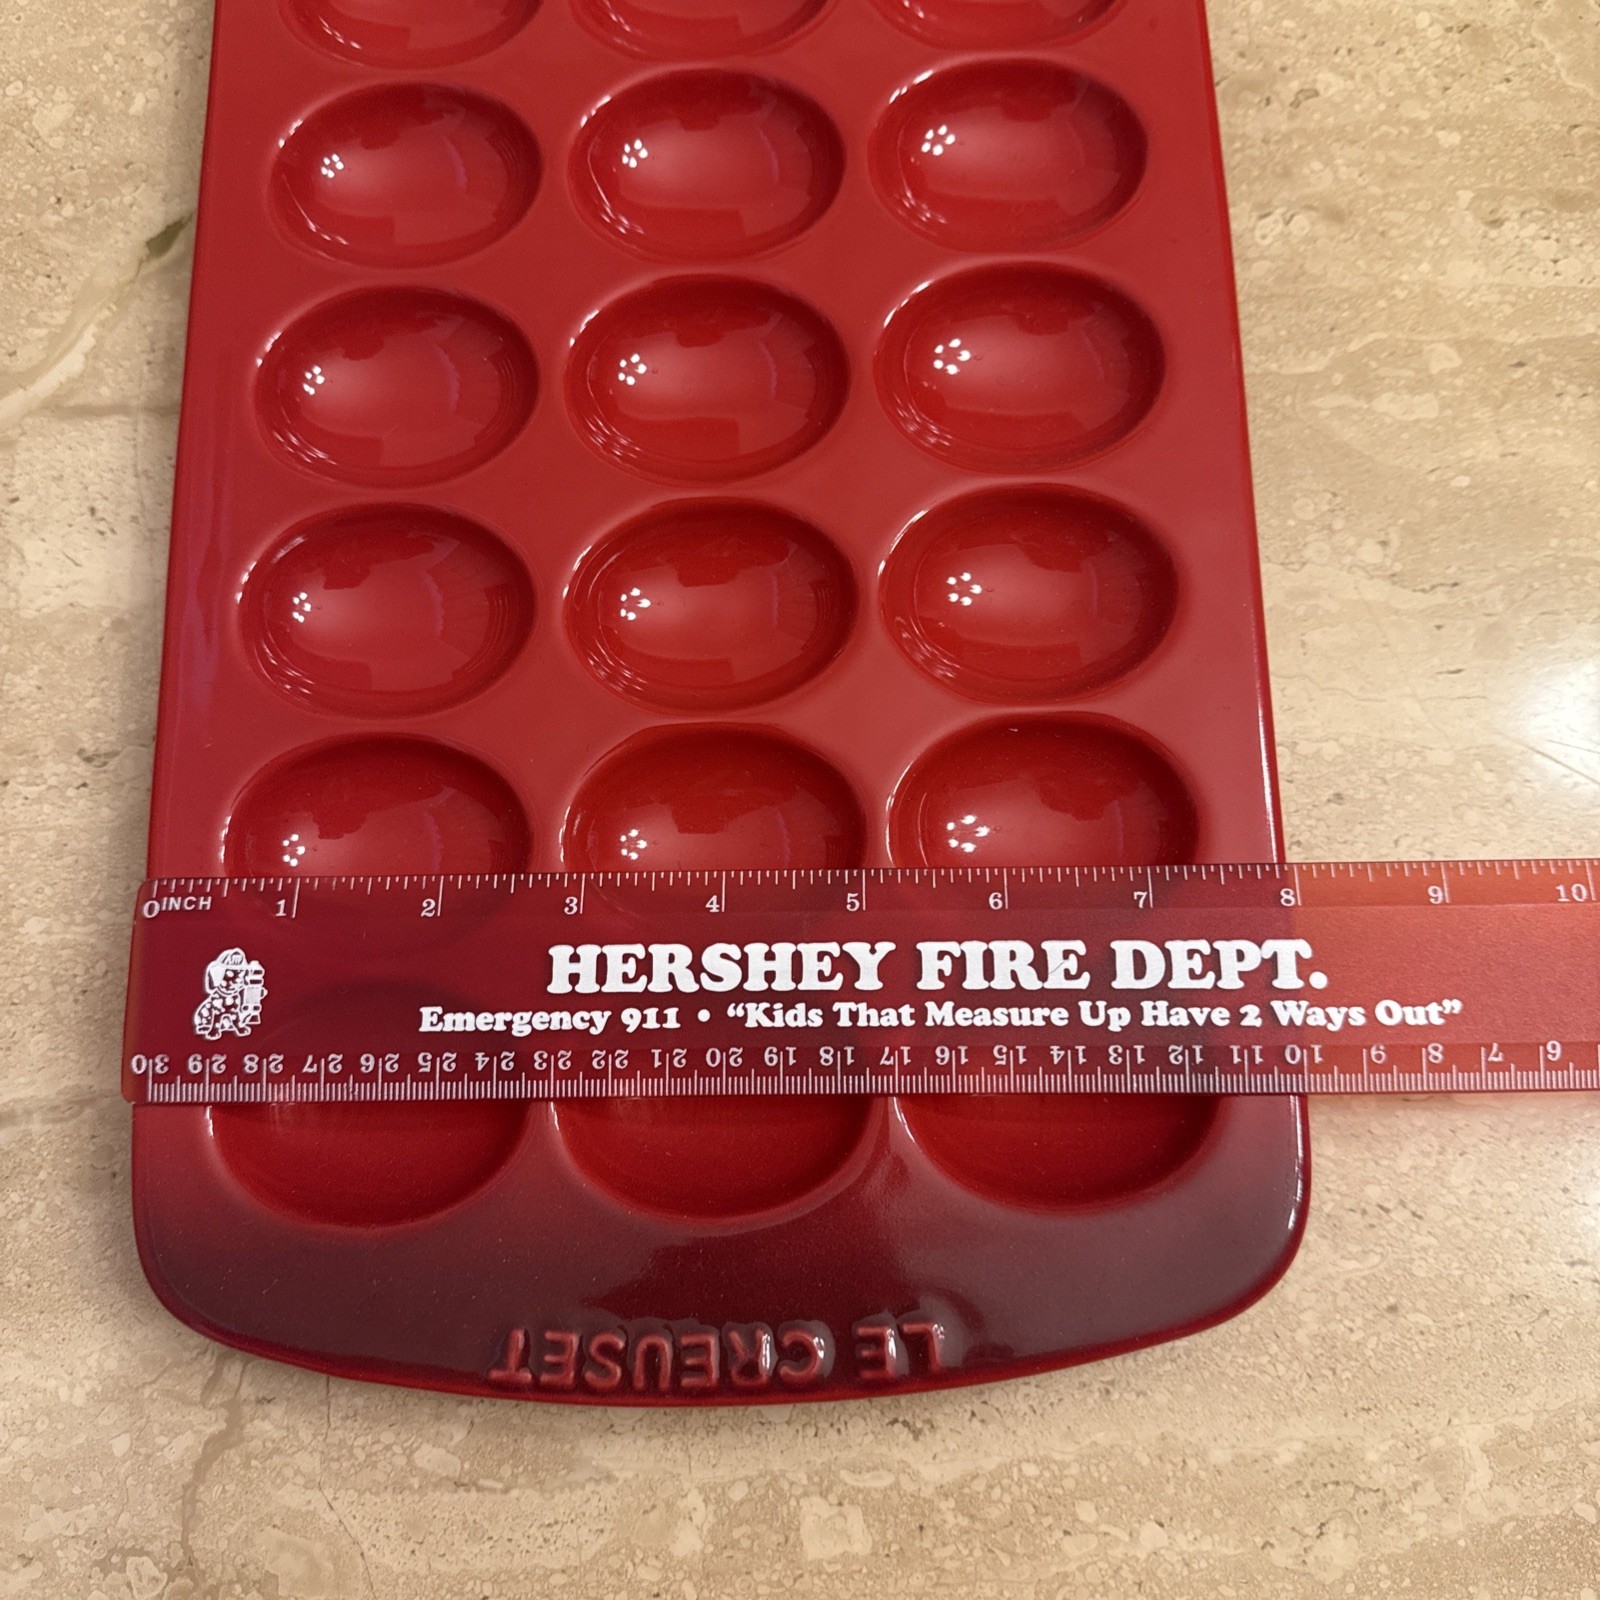 0 INCH 1 2 3 4 5 6 7 8 9 10
HERSHEY FIRE DEPT.
Emergency 911 • “Kids That Measure Up Have 2 Ways Out”
30 29 28 27 26 25 24 23 22 21 20 19 18 17 16 15 14 13 12 11 10 9 8 7 6
LE CREUSET